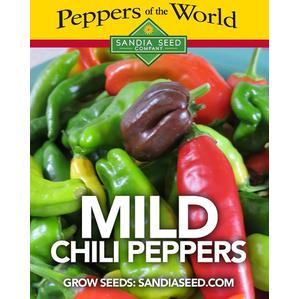 Peppers of the World
SANDIA SEED
COMPANY
MILD
CHILI PEPPERS
GROW SEEDS: SANDIASEED.COM